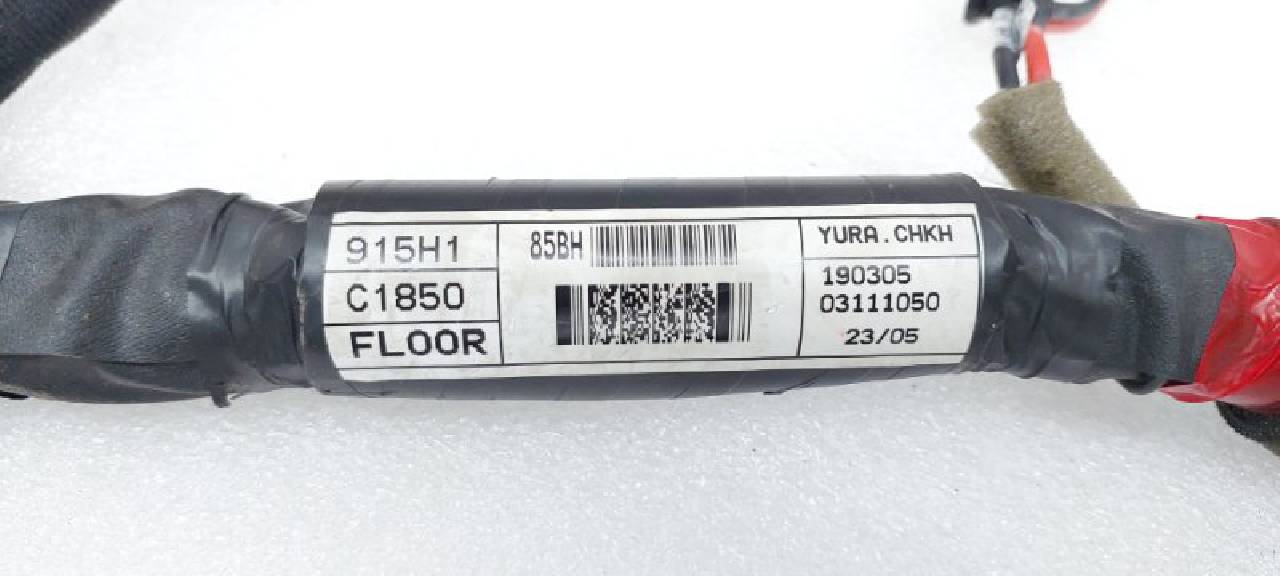 915H1
C1850
FLOOR
85BH
YURA.CHKH
190305
03111050
23/05